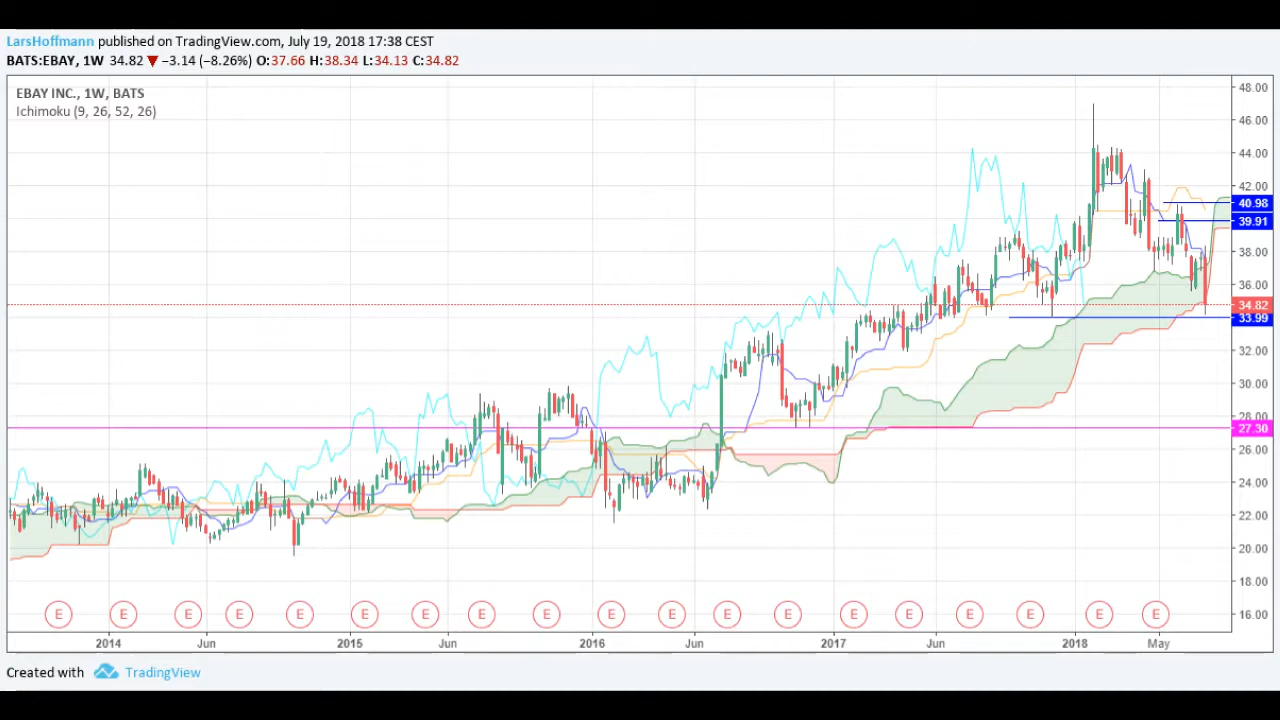 LarsHoffmann published on TradingView.com, July 19, 2018 17:38 CEST
BATS:EBAY, 1W 34.82 ▼ −3.14 (−8.26%) O:37.66 H:38.34 L:34.13 C:34.82
EBAY INC., 1W, BATS
Ichimoku (9, 26, 52, 26)
48.00
46.00
44.00
42.00
40.98
39.91
38.00
36.00
34.82
33.99
32.00
30.00
28.00
27.30
26.00
24.00
22.00
20.00
18.00
16.00
E E E E E E E E E E E E E E E E E E E
2014 Jun 2015 Jun 2016 Jun 2017 Jun 2018 May
Created with TradingView